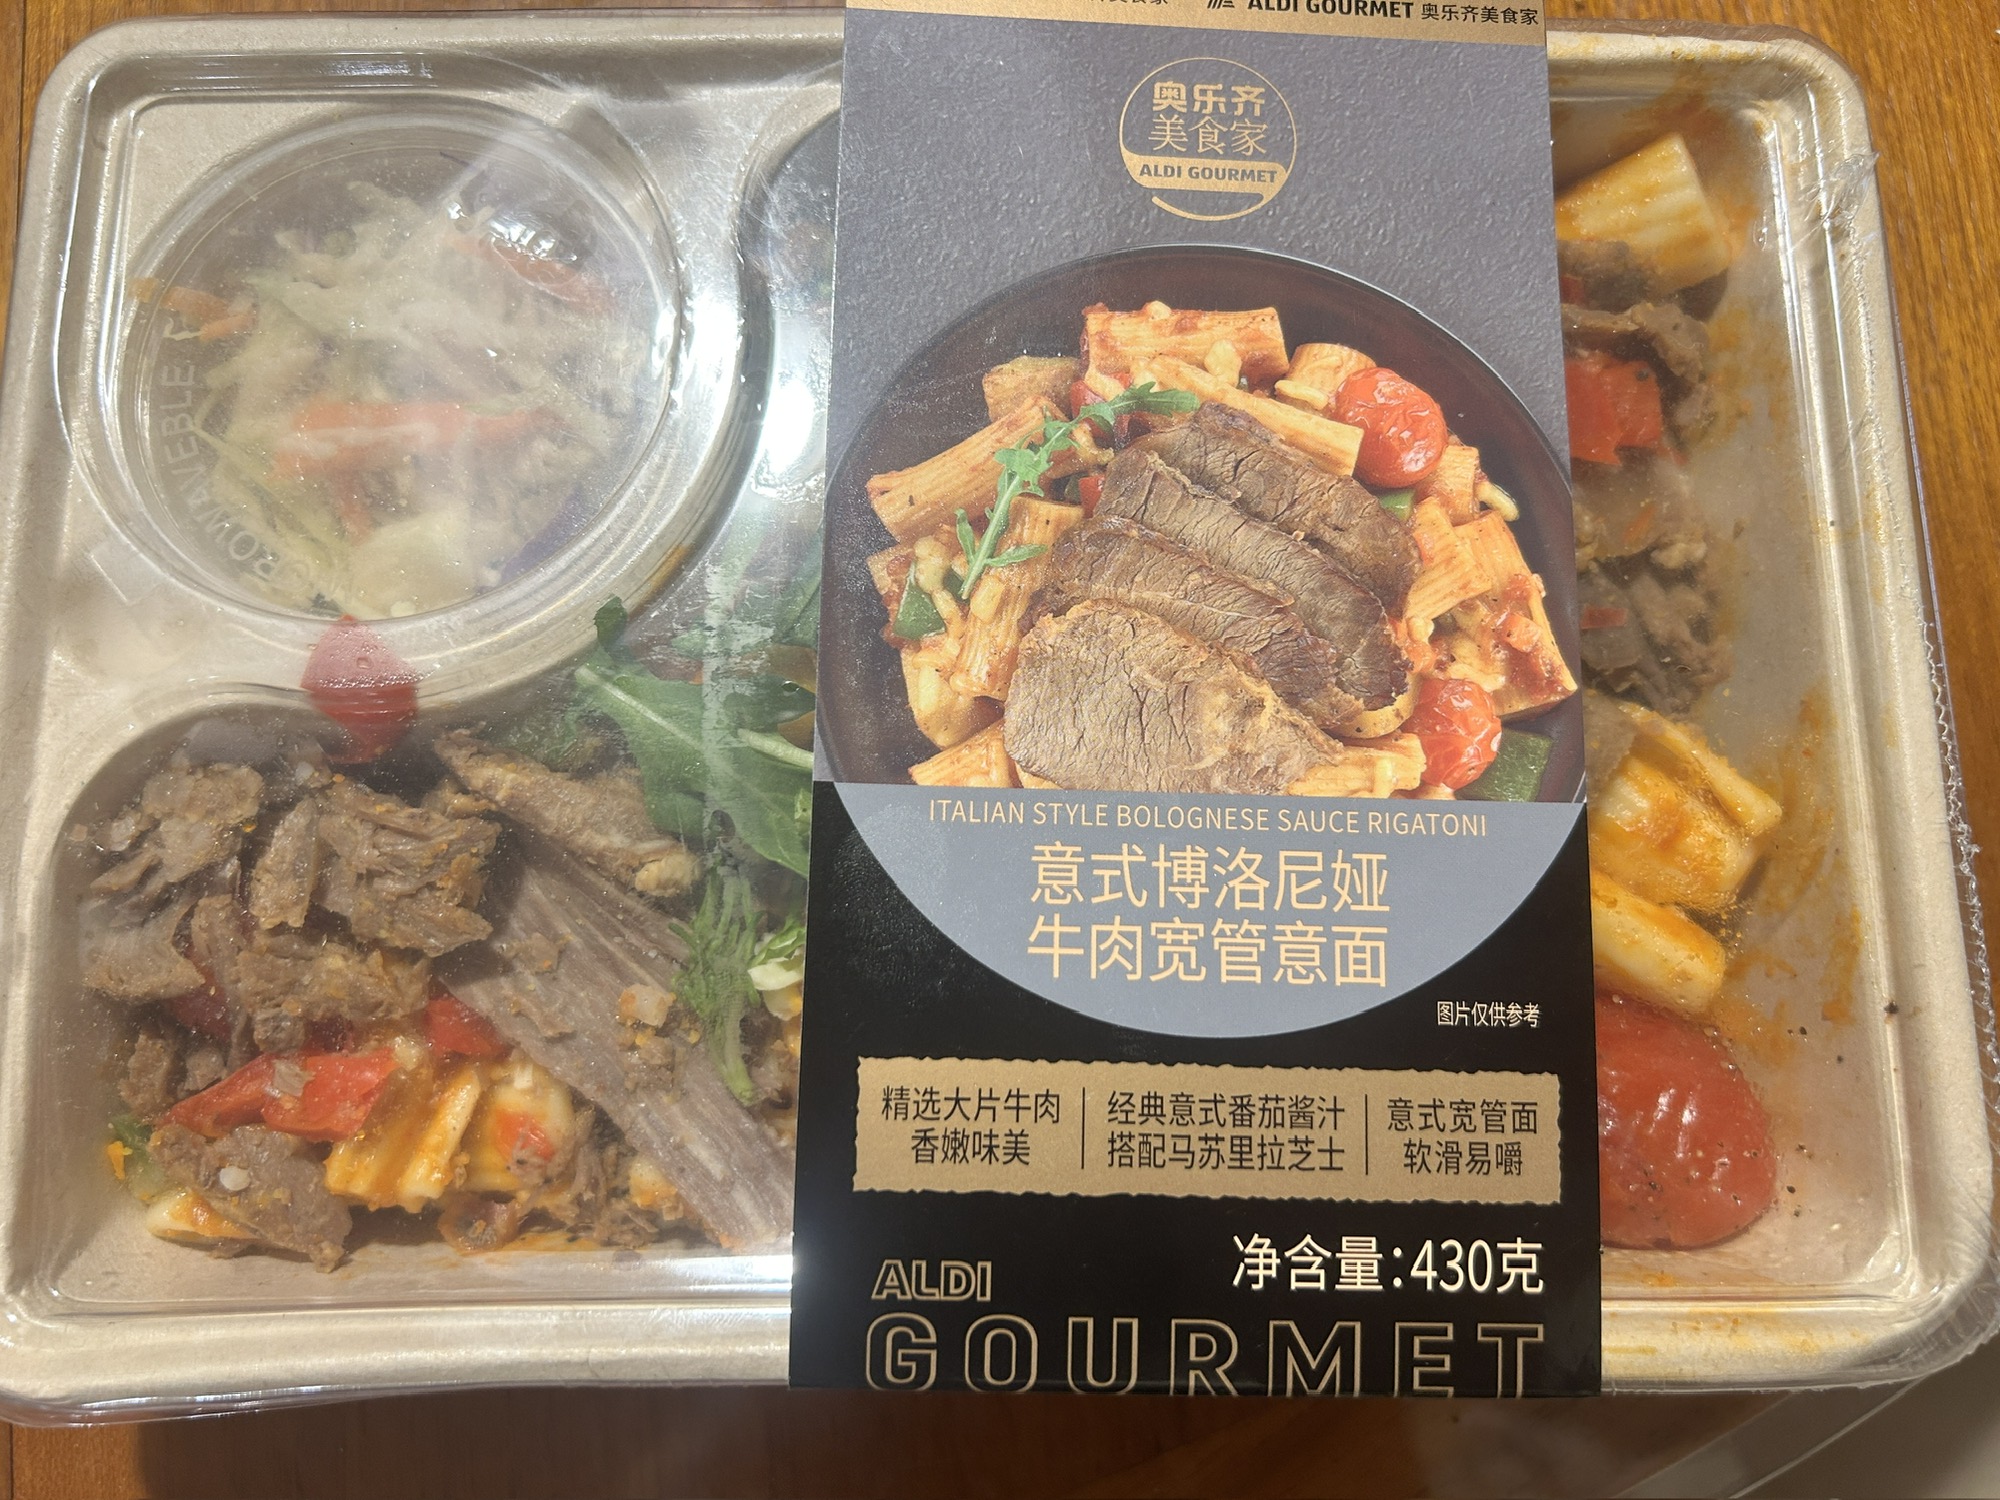 ALDI GOURMET 奥乐齐美食家
奥乐齐
美食家
ALDI GOURMET
ITALIAN STYLE BOLOGNESE SAUCE RIGATONI
意式博洛尼娅
牛肉宽管意面
图片仅供参考
精选大片牛肉
香嫩味美
经典意式番茄酱汁
搭配马苏里拉芝士
意式宽管面
软滑易嚼
净含量:430克
ALDI
GOURMET